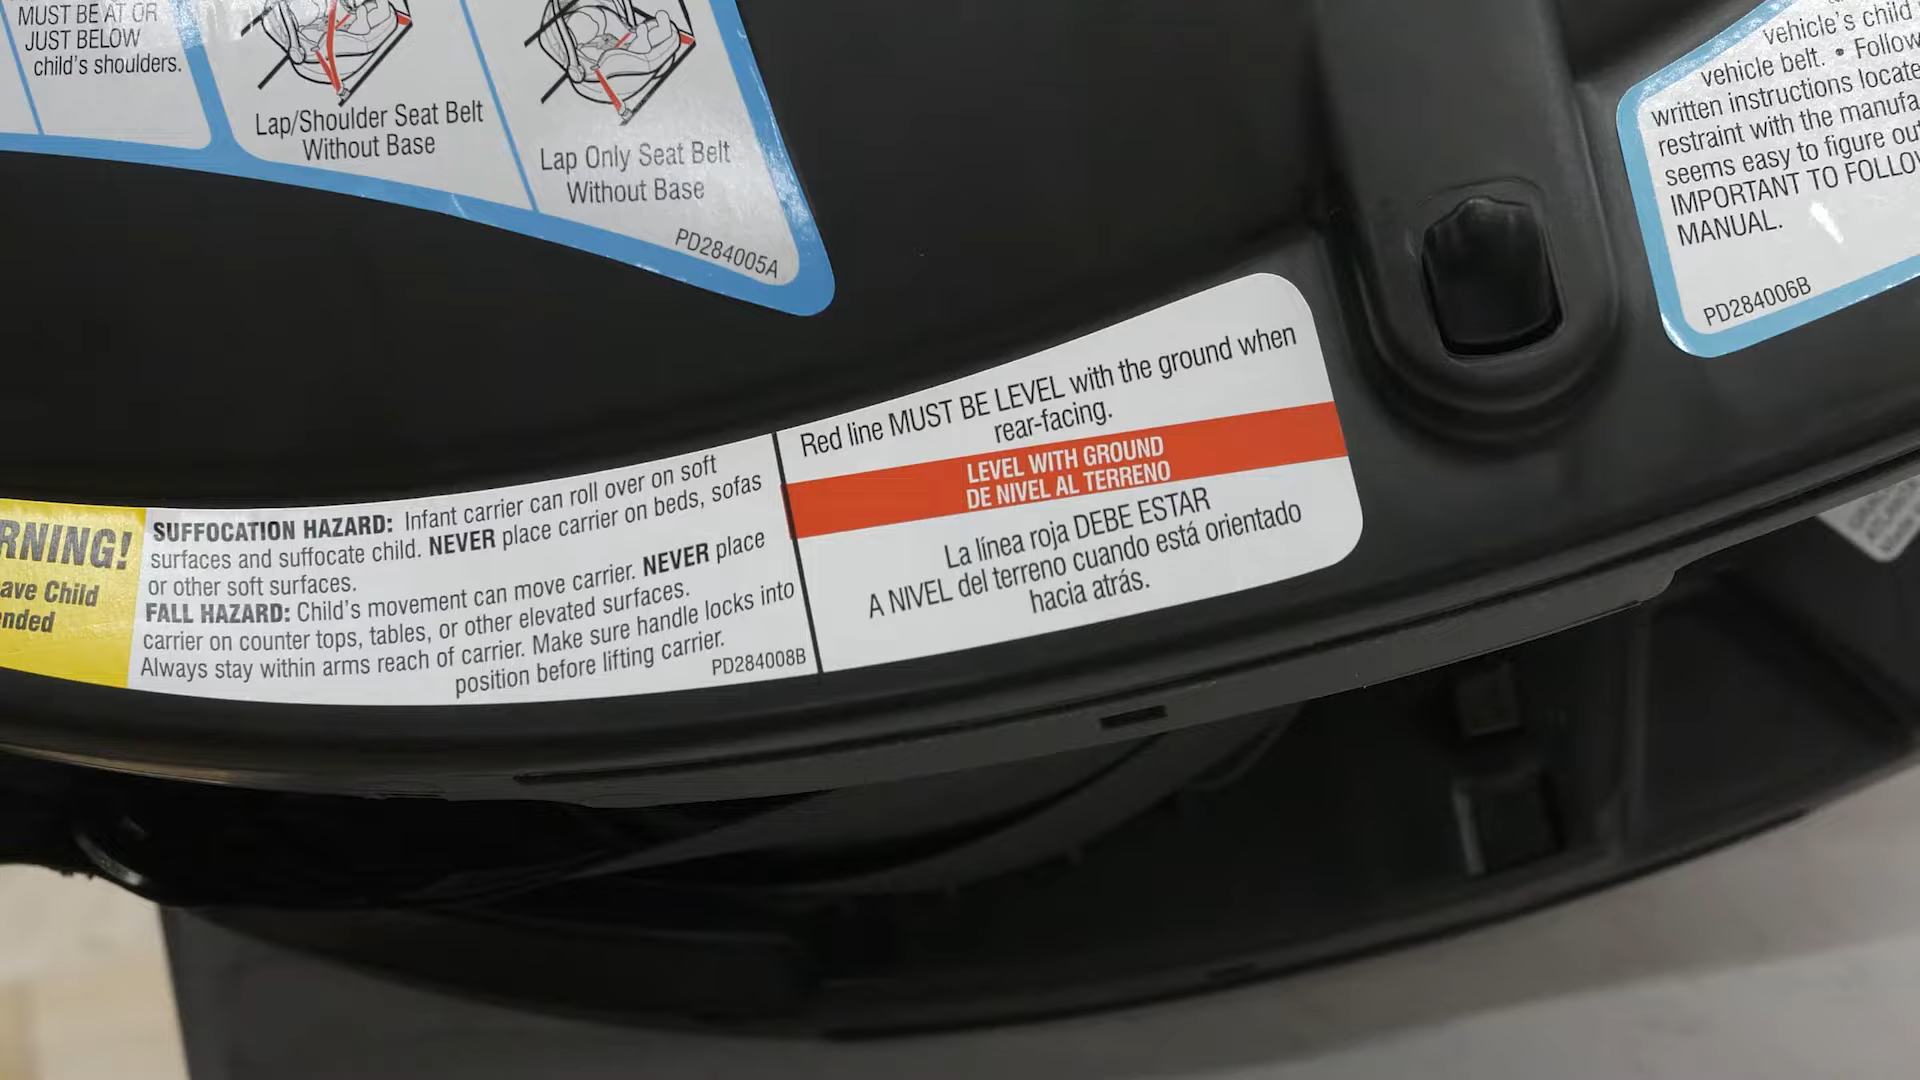 MUST BE AT OR
JUST BELOW
child's shoulders.
Lap/Shoulder Seat Belt
Without Base
Lap Only Seat Belt
Without Base
PD284005A
vehicle's child
vehicle belt. • Follow
written instructions locate
restraint with the manufa
seems easy to figure ou
IMPORTANT TO FOLLO
MANUAL.
PD284006B
RNING!
ave Child
ended
SUFFOCATION HAZARD: Infant carrier can roll over on soft
surfaces and suffocate child. NEVER place carrier on beds, sofas
or other soft surfaces.
FALL HAZARD: Child's movement can move carrier. NEVER place
carrier on counter tops, tables, or other elevated surfaces.
Always stay within arms reach of carrier. Make sure handle locks into
position before lifting carrier.
PD284008B
Red line MUST BE LEVEL with the ground when
rear-facing.
LEVEL WITH GROUND
DE NIVEL AL TERRENO
La línea roja DEBE ESTAR
A NIVEL del terreno cuando está orientado
hacia atrás.